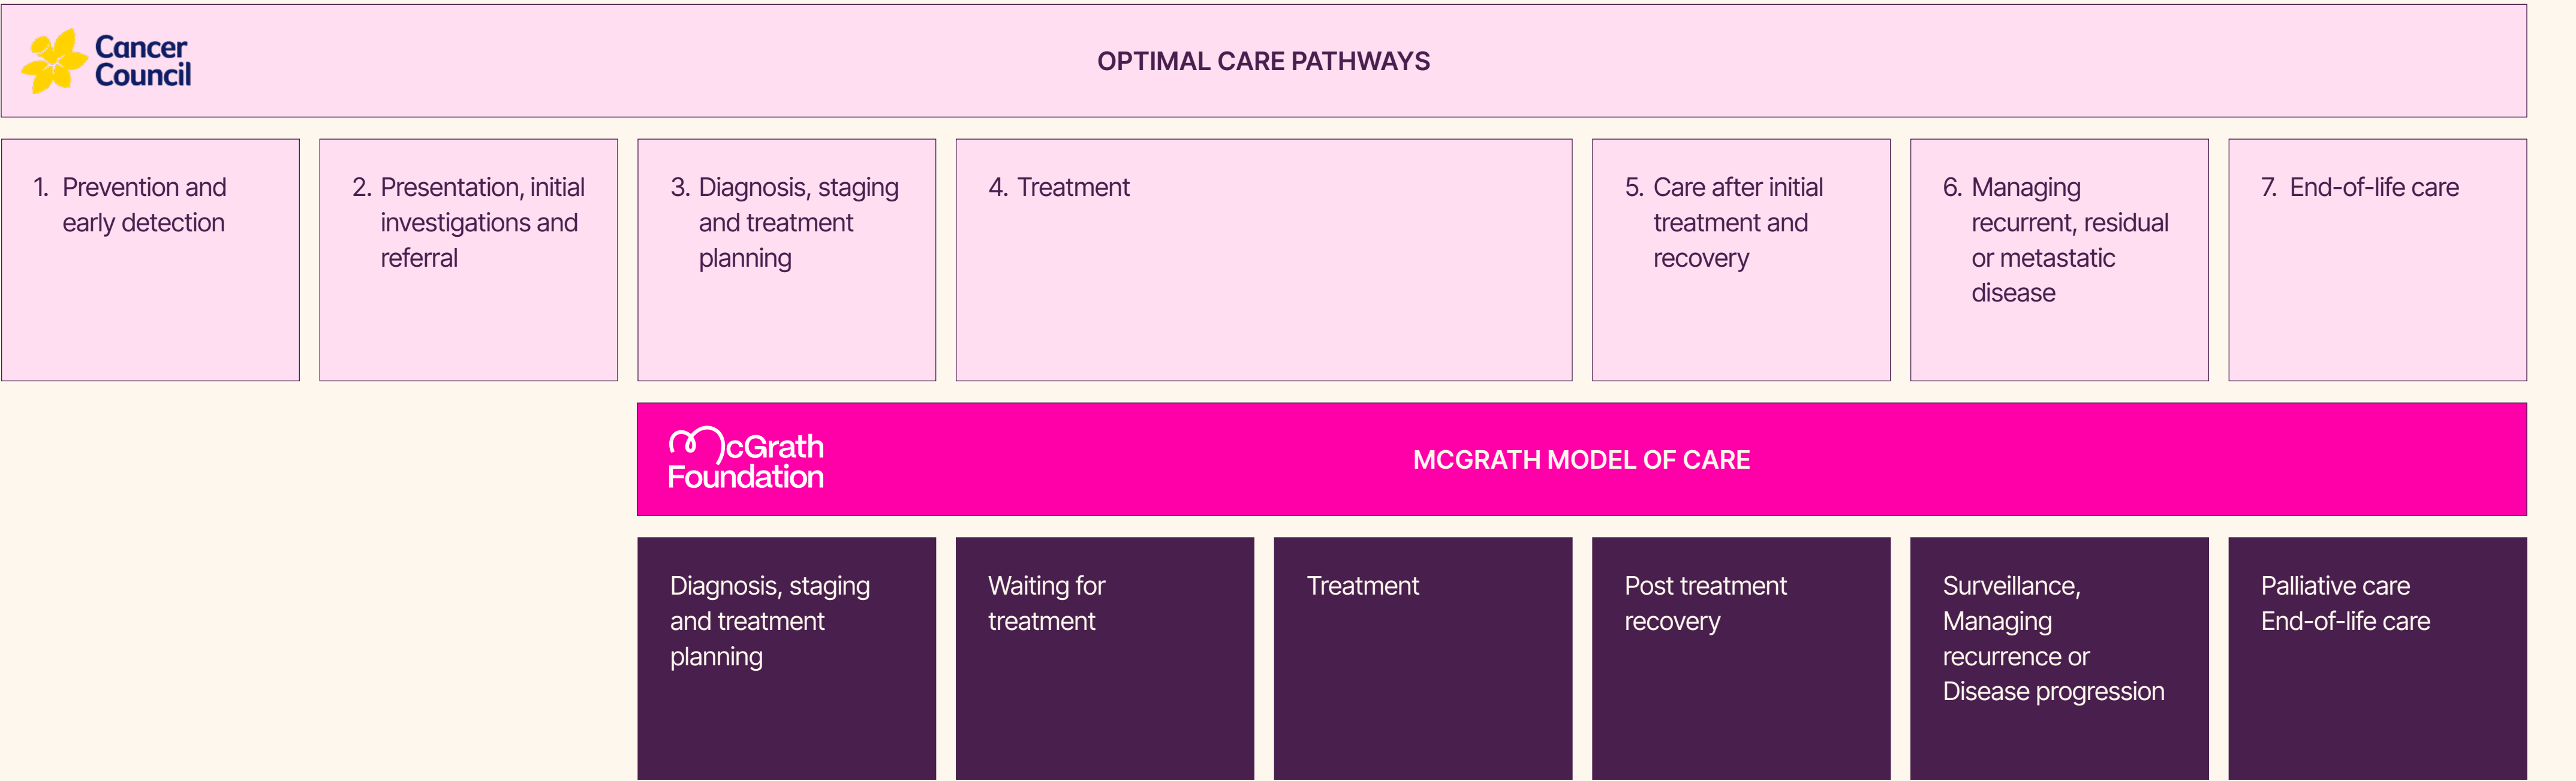 Cancer
Council
OPTIMAL CARE PATHWAYS
1. Prevention and
early detection
2. Presentation, initial
investigations and
referral
3. Diagnosis, staging
and treatment
planning
4. Treatment
5. Care after initial
treatment and
recovery
6. Managing
recurrent, residual
or metastatic
disease
7. End-of-life care
McGrath
Foundation
MCGRATH MODEL OF CARE
Diagnosis, staging
and treatment
planning
Waiting for
treatment
Treatment
Post treatment
recovery
Surveillance,
Managing
recurrence or
Disease progression
Palliative care
End-of-life care